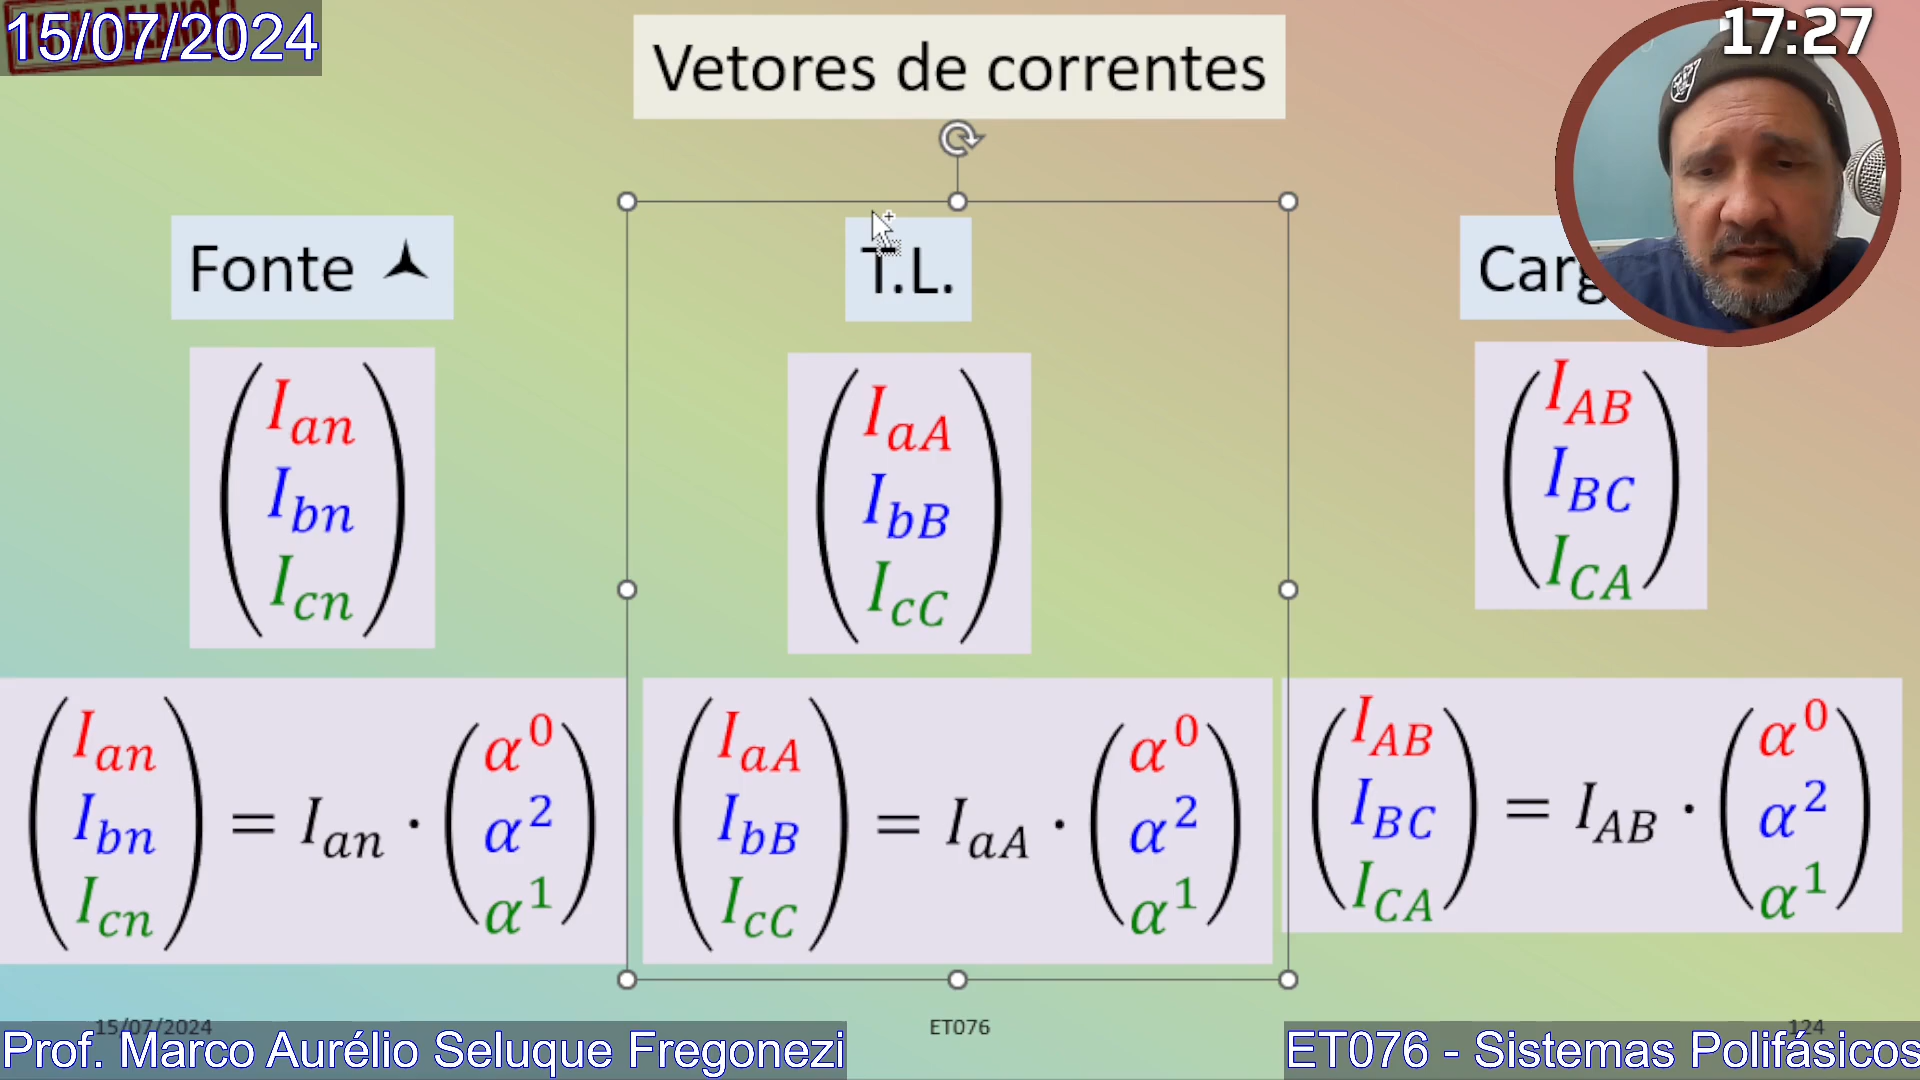 15/07/2024
17:27
Vetores de correntes
Fonte
T.L.
(I_an I_bn I_cn)
(I_aA I_bB I_cC)
(I_AB I_BC I_CA)
(I_an I_bn I_cn) = I_an · (α^0 α^2 α^1)
(I_aA I_bB I_cC) = I_aA · (α^0 α^2 α^1)
(I_AB I_BC I_CA) = I_AB · (α^0 α^2 α^1)
15/07/2024
ET076
124
Prof. Marco Aurélio Seluque Fregonezi
ET076 - Sistemas Polifásicos